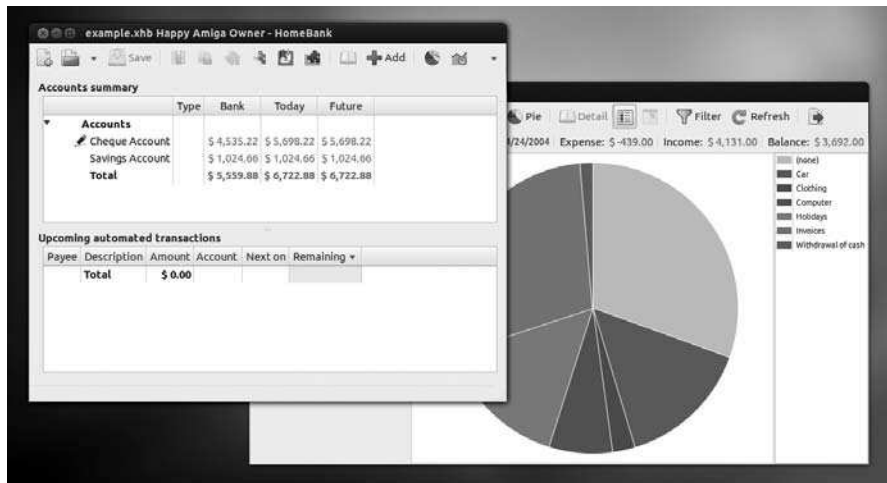 example.xhb Happy Amiga Owner - HomeBank
Save Add
Accounts summary
Type Bank Today Future
Accounts
Cheque Account $ 4,535.22 $ 5,698.22 $ 5,698.22
Savings Account $ 1,024.66 $ 1,024.66 $ 1,024.66
Total $ 5,559.88 $ 6,722.88 $ 6,722.88
Upcoming automated transactions
Payee Description Amount Account Next on Remaining
Total $ 0.00
Pie Detail Filter Refresh
/24/2004 Expense: $ -439.00 Income: $ 4,131.00 Balance: $ 3,692.00
(none)
Car
Clothing
Computer
Holidays
Invoices
Withdrawal of cash